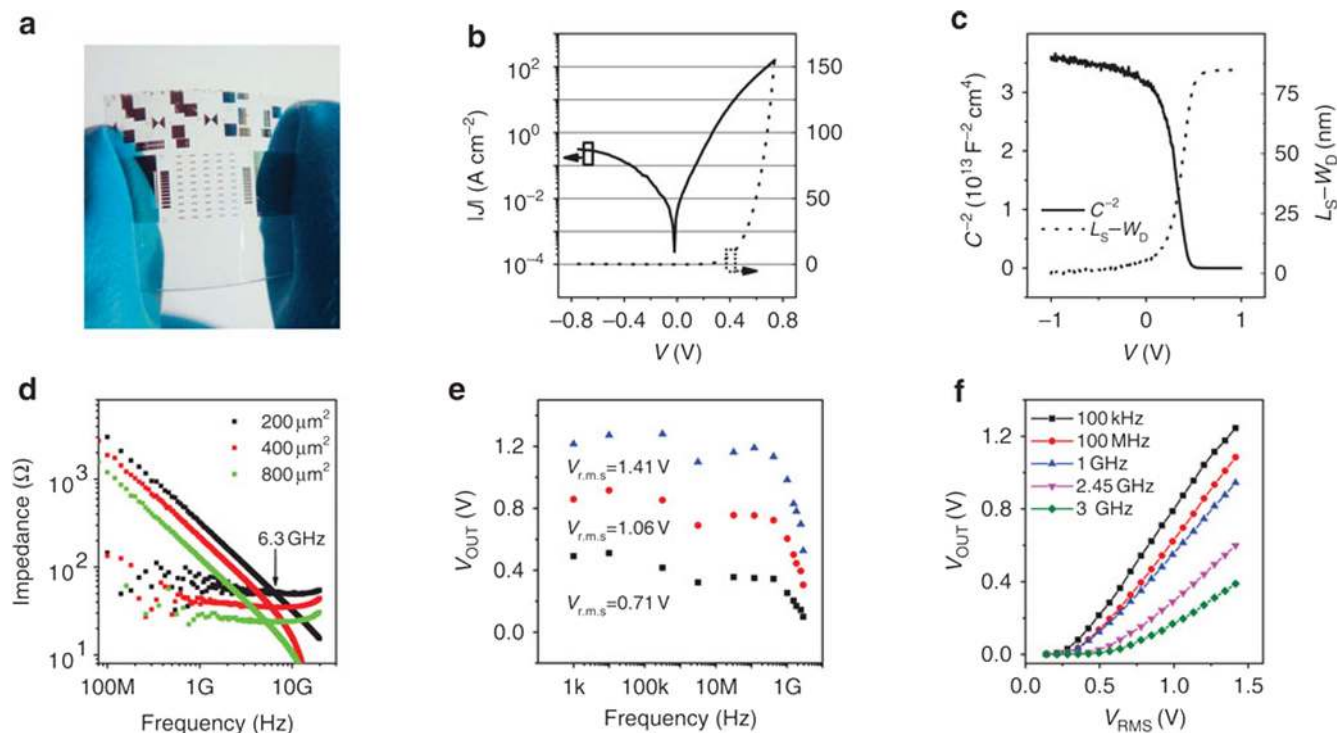 a
b
|J| (A cm⁻²)
10²
10⁰
10⁻²
10⁻⁴
150
100
50
0
−0.8 −0.4 0.0 0.4 0.8
V (V)
c
C⁻² (10¹³ F⁻² cm⁴)
3
2
1
0
C⁻²
L_S−W_D
75
50
25
0
L_S−W_D (nm)
−1 0 1
V (V)
d
Impedance (Ω)
10³
10²
10¹
200 μm²
400 μm²
800 μm²
6.3 GHz
100M 1G 10G
Frequency (Hz)
e
V_OUT (V)
1.2
0.8
0.4
0.0
V_r.m.s=1.41 V
V_r.m.s=1.06 V
V_r.m.s=0.71 V
1k 100k 10M 1G
Frequency (Hz)
f
V_OUT (V)
1.2
0.8
0.4
0.0
100 kHz
100 MHz
1 GHz
2.45 GHz
3 GHz
0.0 0.5 1.0 1.5
V_RMS (V)